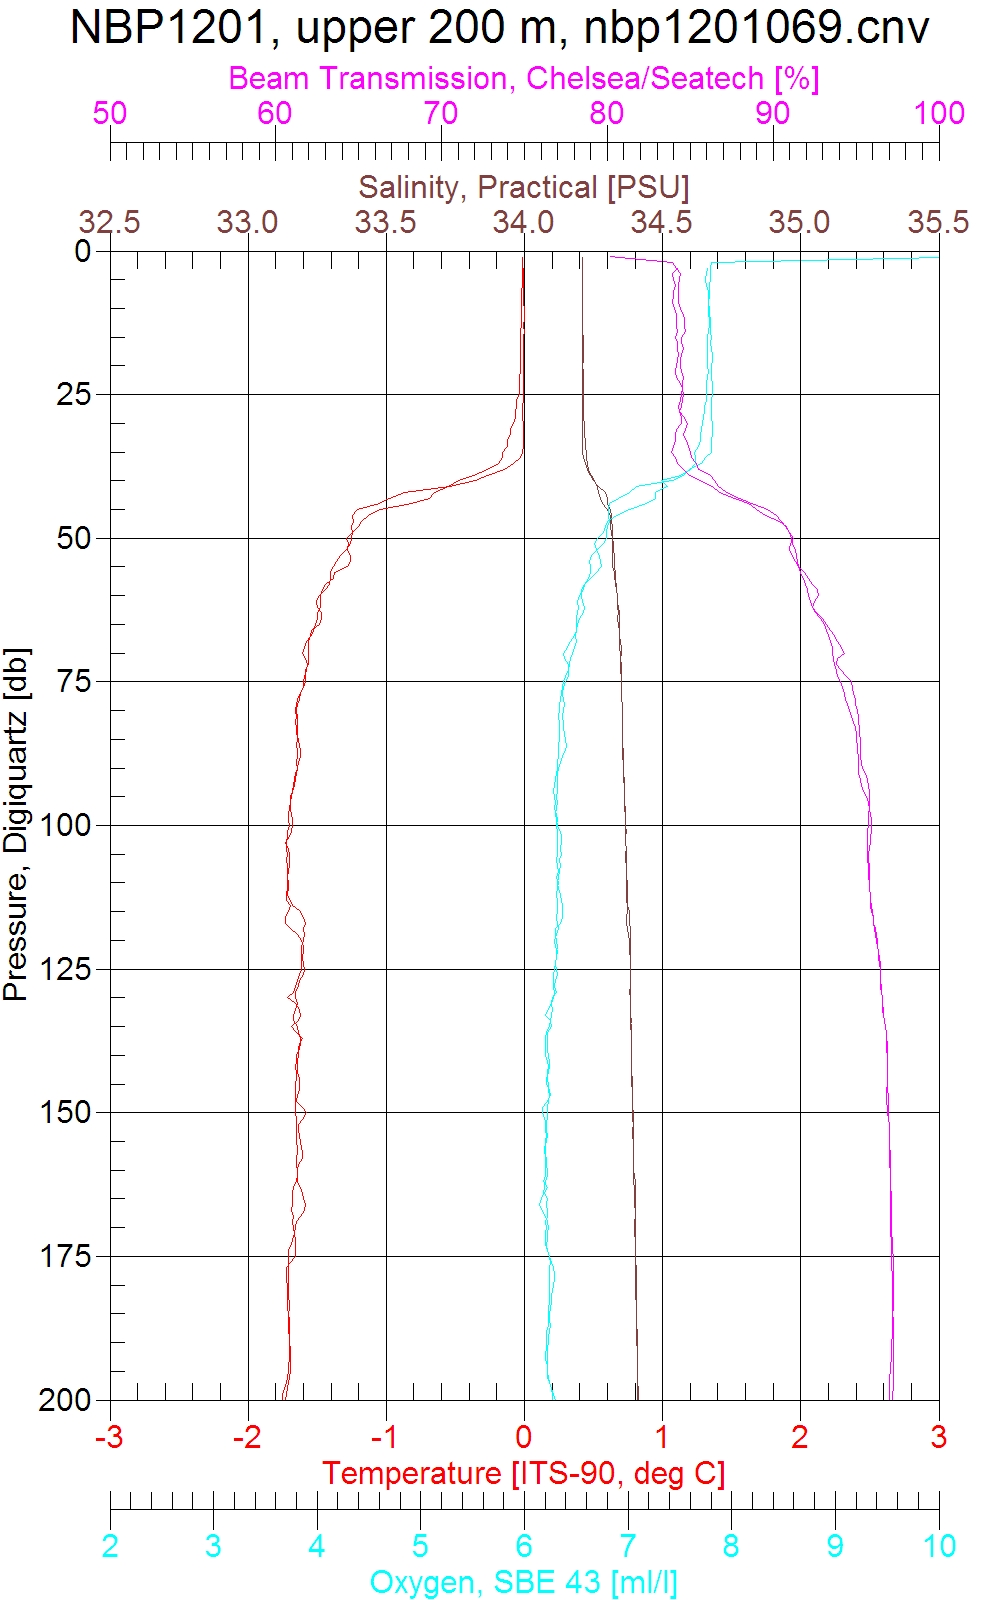 NBP1201, upper 200 m, nbp1201069.cnv
Beam Transmission, Chelsea/Seatech [%]
50 60 70 80 90 100
Salinity, Practical [PSU]
32.5 33.0 33.5 34.0 34.5 35.0 35.5
0
25
50
75
100
125
150
175
200
Pressure, Digiquartz [db]
-3 -2 -1 0 1 2 3
Temperature [ITS-90, deg C]
2 3 4 5 6 7 8 9 10
Oxygen, SBE 43 [ml/l]